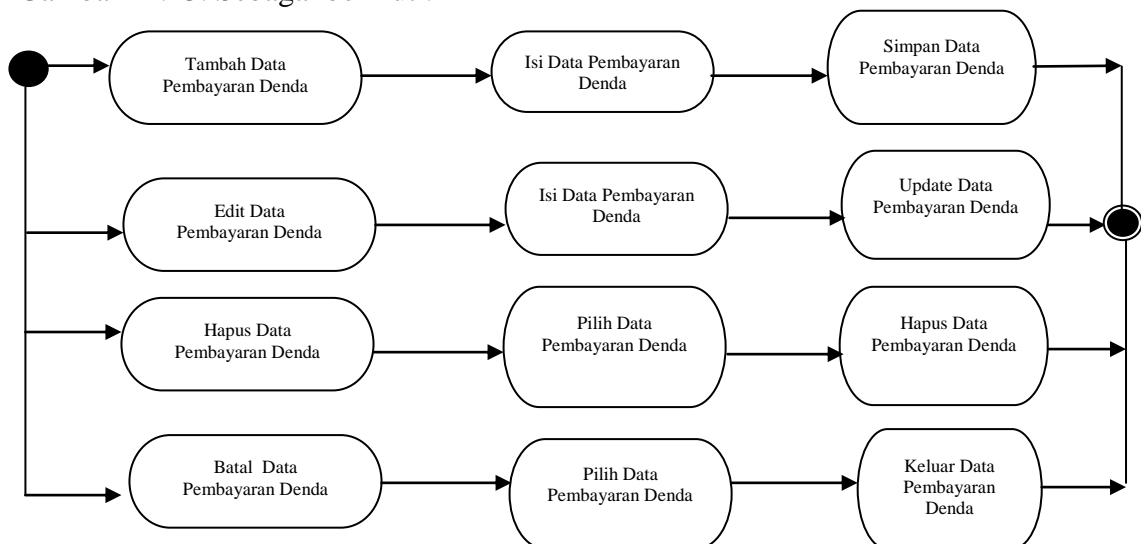 Tambah Data
Pembayaran Denda
Isi Data Pembayaran
Denda
Simpan Data
Pembayaran Denda
Edit Data
Pembayaran Denda
Isi Data Pembayaran
Denda
Update Data
Pembayaran Denda
Hapus Data
Pembayaran Denda
Pilih Data
Pembayaran Denda
Hapus Data
Pembayaran Denda
Batal Data
Pembayaran Denda
Pilih Data
Pembayaran Denda
Keluar Data
Pembayaran
Denda